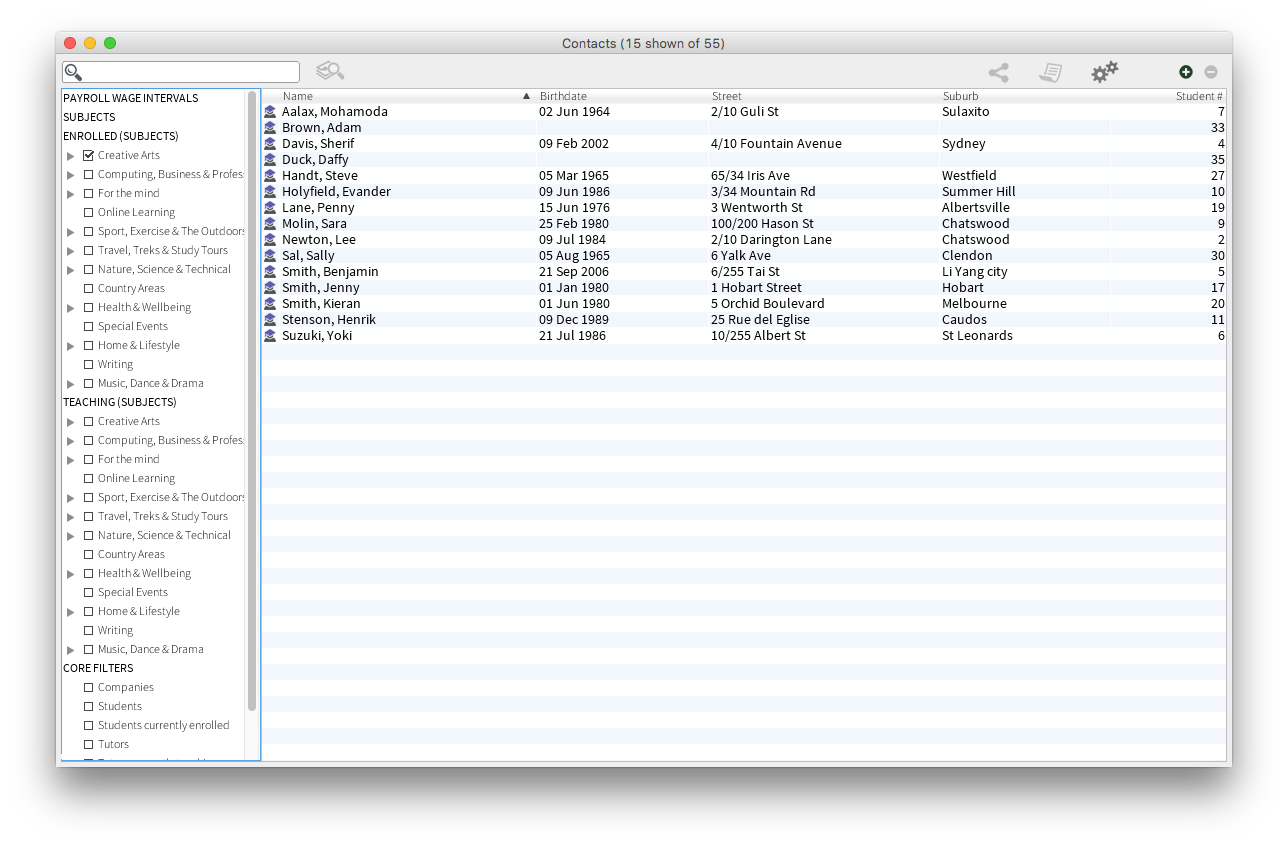 Contacts (15 shown of 55)
PAYROLL WAGE INTERVALS
SUBJECTS
ENROLLED (SUBJECTS)
Creative Arts
Computing, Business & Profes
For the mind
Online Learning
Sport, Exercise & The Outdoors
Travel, Treks & Study Tours
Nature, Science & Technical
Country Areas
Health & Wellbeing
Special Events
Home & Lifestyle
Writing
Music, Dance & Drama
TEACHING (SUBJECTS)
Creative Arts
Computing, Business & Profes
For the mind
Online Learning
Sport, Exercise & The Outdoors
Travel, Treks & Study Tours
Nature, Science & Technical
Country Areas
Health & Wellbeing
Special Events
Home & Lifestyle
Writing
Music, Dance & Drama
CORE FILTERS
Companies
Students
Students currently enrolled
Tutors
Name Birthdate Street Suburb Student #
Aalax, Mohamoda 02 Jun 1964 2/10 Guli St Sulaxito 7
Brown, Adam 33
Davis, Sherif 09 Feb 2002 4/10 Fountain Avenue Sydney 4
Duck, Daffy 35
Handt, Steve 05 Mar 1965 65/34 Iris Ave Westfield 27
Holyfield, Evander 09 Jun 1986 3/34 Mountain Rd Summer Hill 10
Lane, Penny 15 Jun 1976 3 Wentworth St Albertsville 19
Molin, Sara 25 Feb 1980 100/200 Hason St Chatswood 9
Newton, Lee 09 Jul 1984 2/10 Darington Lane Chatswood 2
Sal, Sally 05 Aug 1965 6 Yalk Ave Clendon 30
Smith, Benjamin 21 Sep 2006 6/255 Tai St Li Yang city 5
Smith, Jenny 01 Jan 1980 1 Hobart Street Hobart 17
Smith, Kieran 01 Jun 1980 5 Orchid Boulevard Melbourne 20
Stenson, Henrik 09 Dec 1989 25 Rue del Eglise Caudos 11
Suzuki, Yoki 21 Jul 1986 10/255 Albert St St Leonards 6